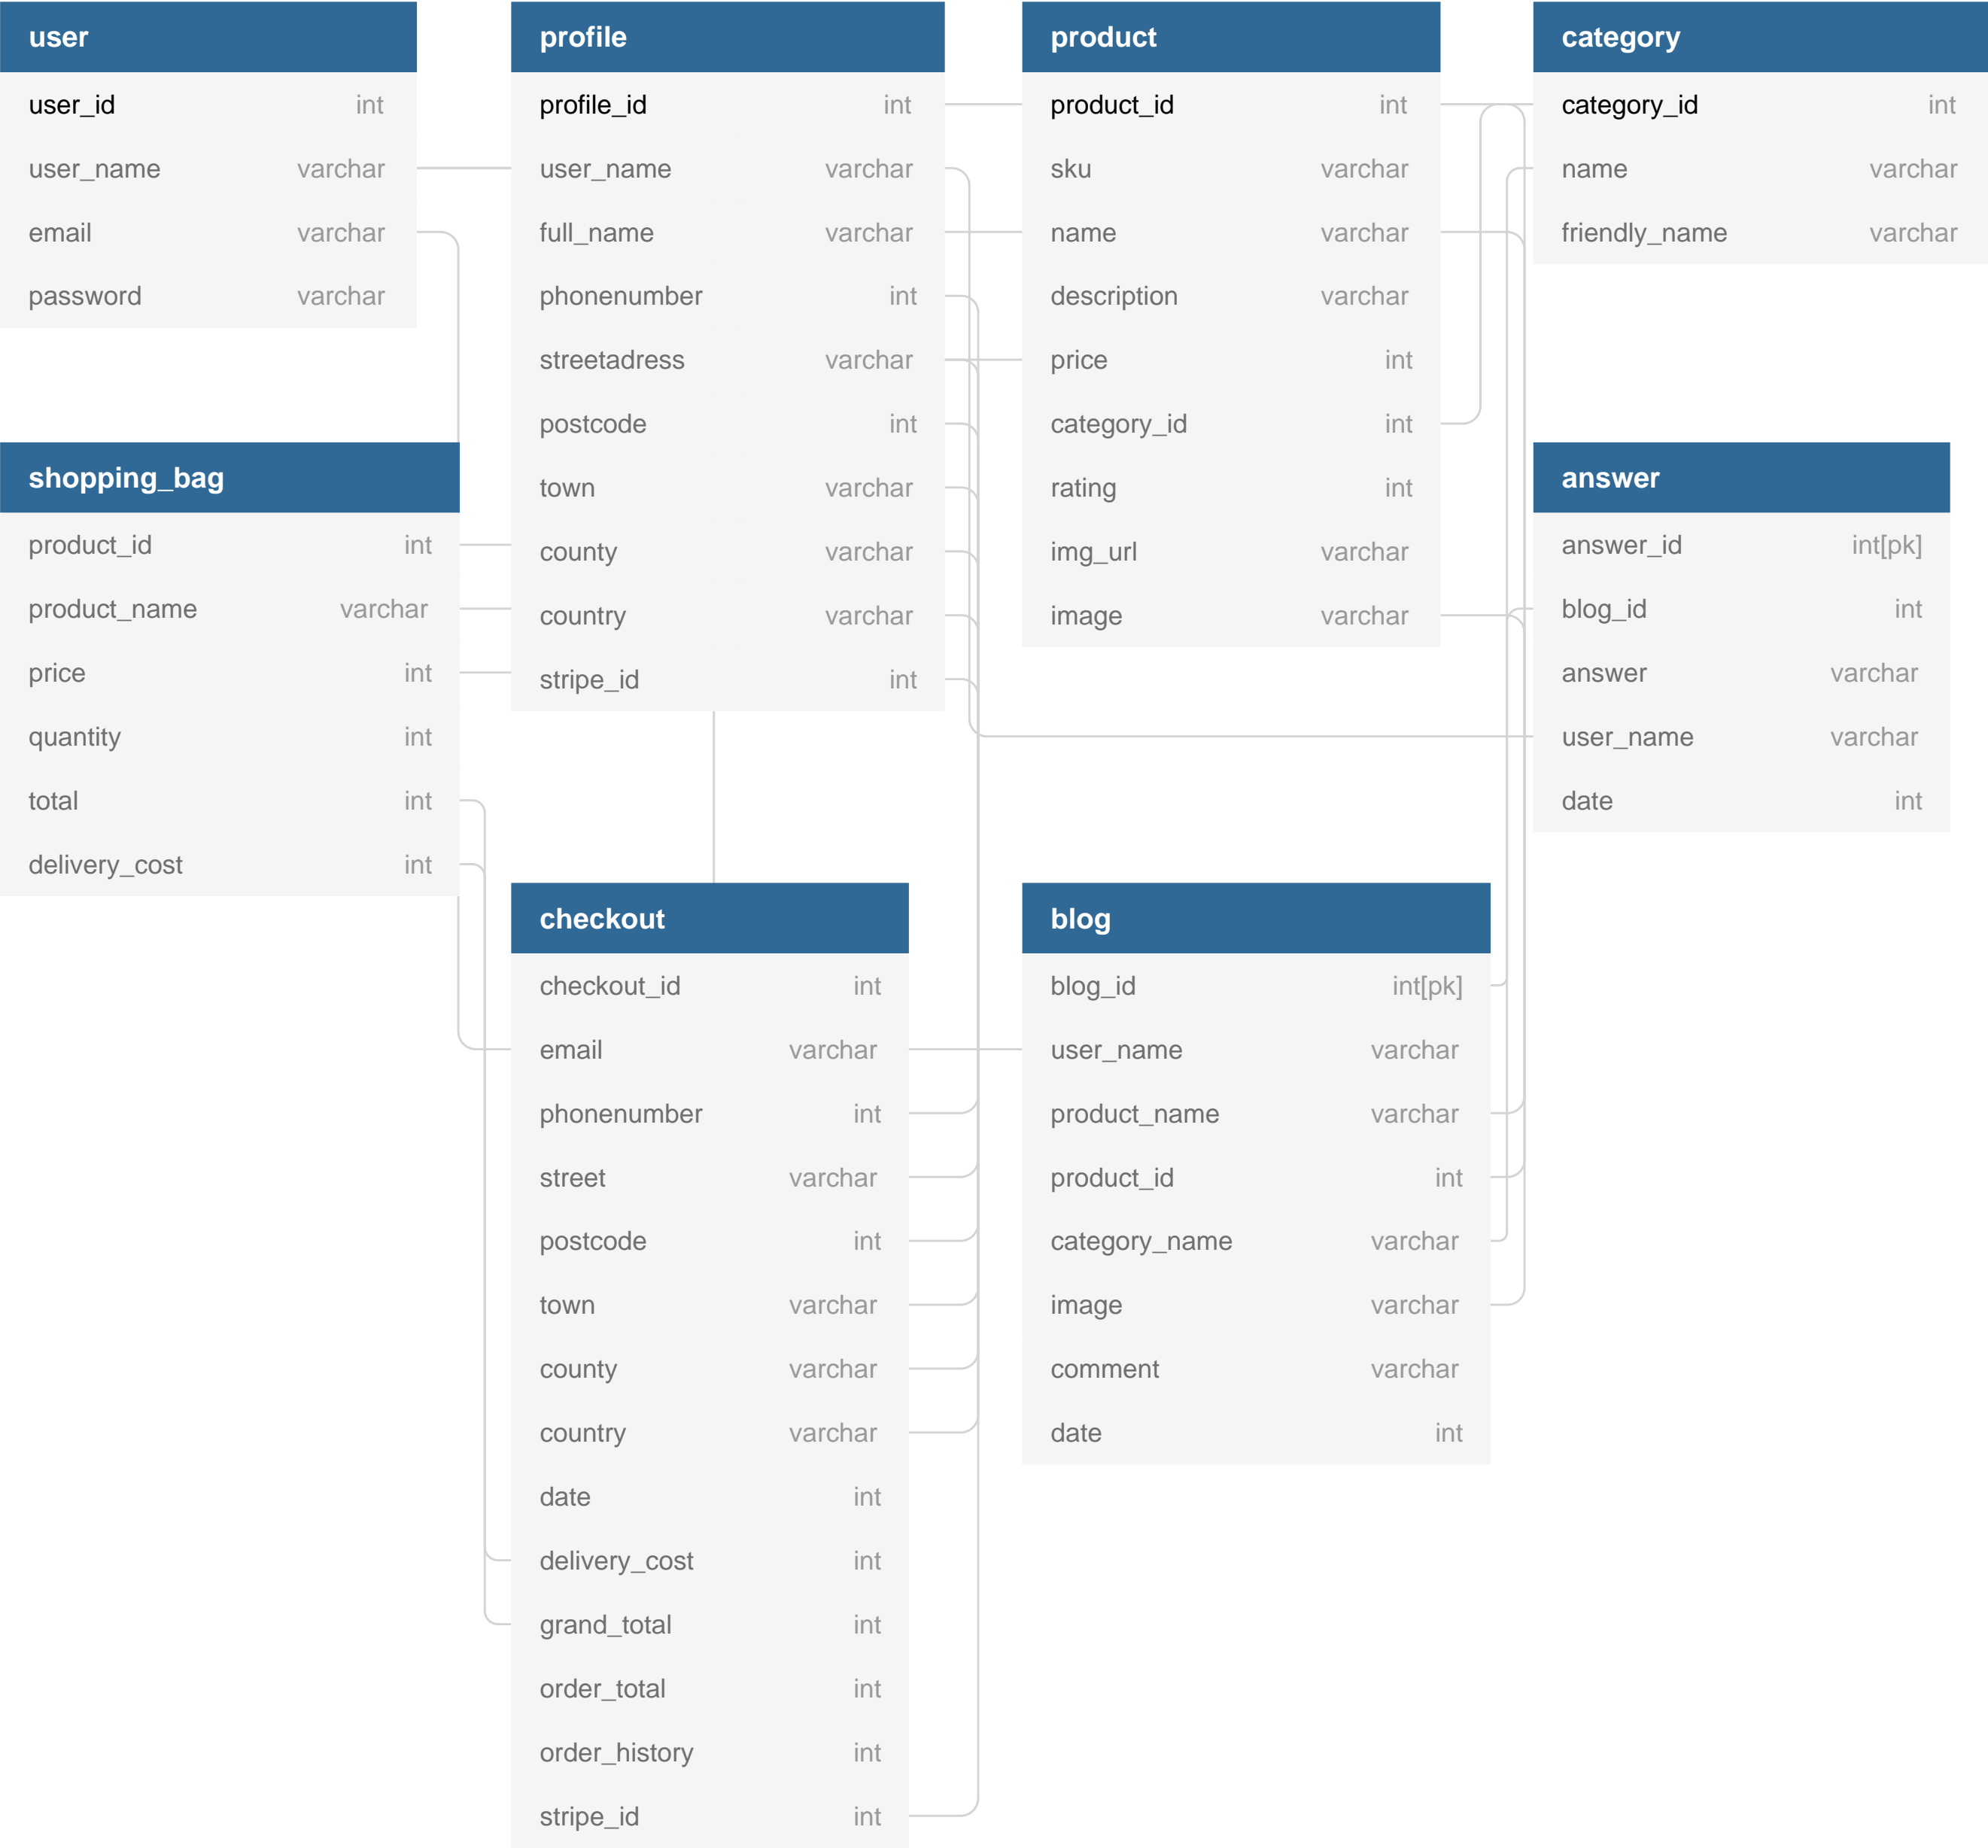 user
user_id int
user_name varchar
email varchar
password varchar
profile
profile_id int
user_name varchar
full_name varchar
phonenumber int
streetadress varchar
postcode int
town varchar
county varchar
country varchar
stripe_id int
product
product_id int
sku varchar
name varchar
description varchar
price int
category_id int
rating int
img_url varchar
image varchar
category
category_id int
name varchar
friendly_name varchar
shopping_bag
product_id int
product_name varchar
price int
quantity int
total int
delivery_cost int
answer
answer_id int[pk]
blog_id int
answer varchar
user_name varchar
date int
checkout
checkout_id int
email varchar
phonenumber int
street varchar
postcode int
town varchar
county varchar
country varchar
date int
delivery_cost int
grand_total int
order_total int
order_history int
stripe_id int
blog
blog_id int[pk]
user_name varchar
product_name varchar
product_id int
category_name varchar
image varchar
comment varchar
date int